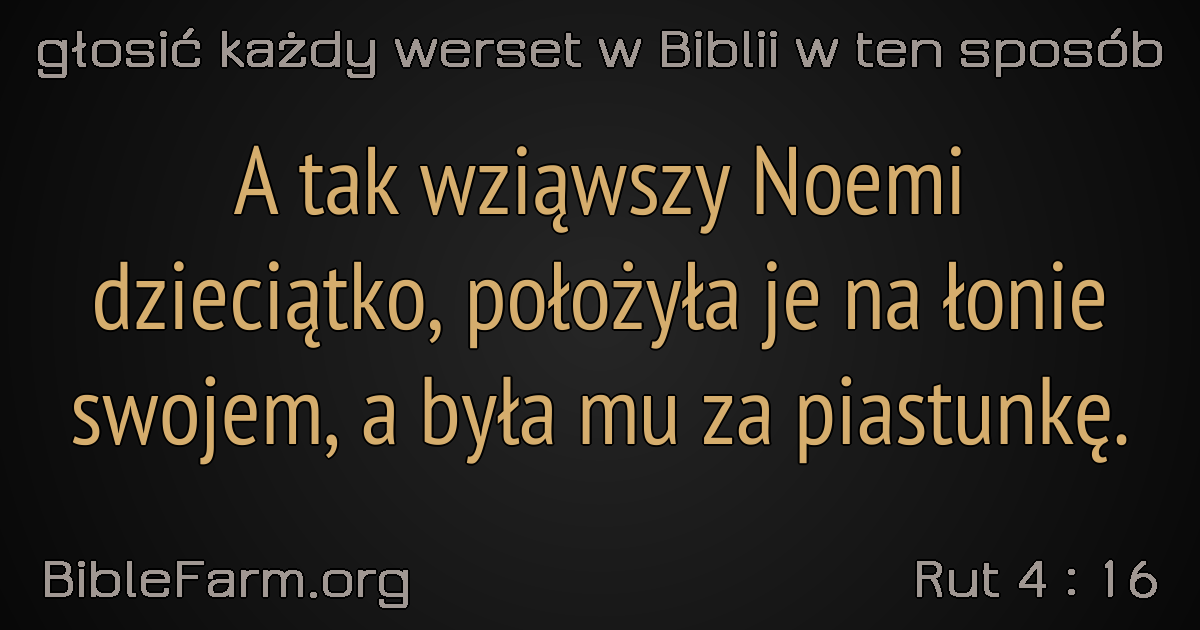 głosić każdy werset w Biblii w ten sposób
A tak wziąwszy Noemi
dzieciątko, położyła je na łonie
swojem, a była mu za piastunkę.
BibleFarm.org
Rut 4 : 16